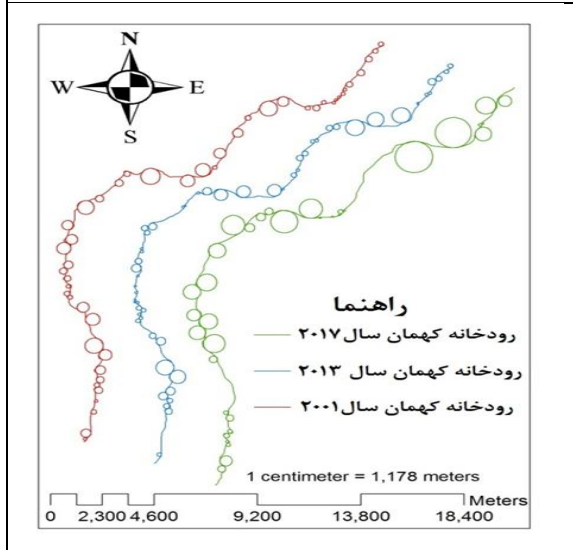 N
W E
S
راهنما
رودخانه کهمان سال۲۰۱۷
رودخانه کهمان سال ۲۰۱۳
رودخانه کهمان سال۲۰۰۱
1 centimeter = 1,178 meters
Meters
0 2,300 4,600 9,200 13,800 18,400